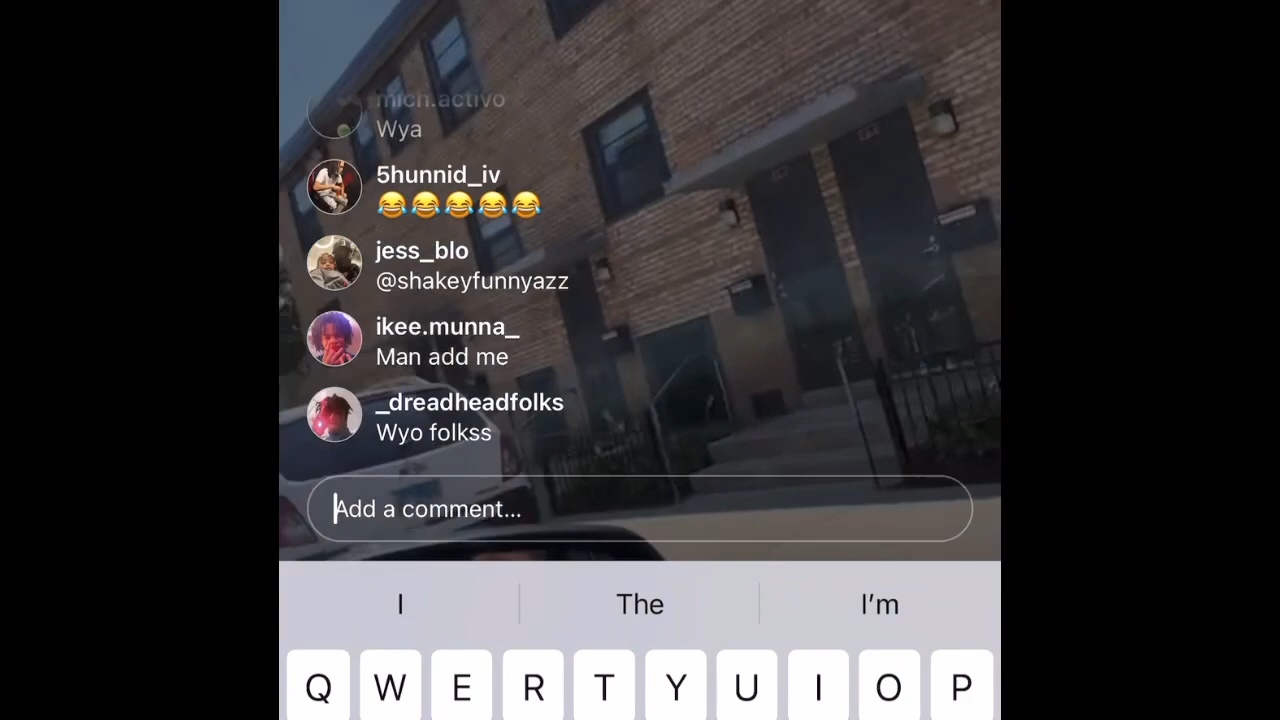 mich.activo
Wya
5hunnid_iv
😂😂😂😂😂
jess_blo
@shakeyfunnyazz
ikee.munna_
Man add me
_dreadheadfolks
Wyo folkss
Add a comment...
I The I'm
Q W E R T Y U I O P